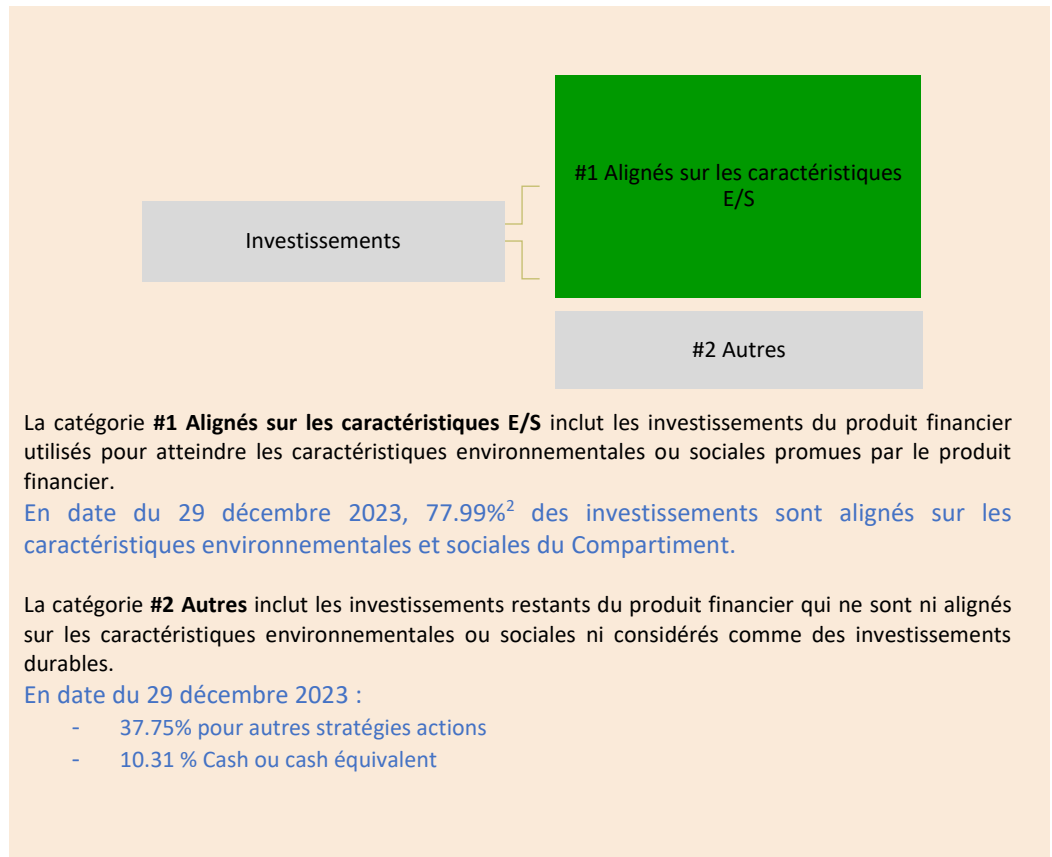 #1 Alignés sur les caractéristiques
E/S
Investissements
#2 Autres
La catégorie #1 Alignés sur les caractéristiques E/S inclut les investissements du produit financier
utilisés pour atteindre les caractéristiques environnementales ou sociales promues par le produit
financier.
En date du 29 décembre 2023, 77.99%² des investissements sont alignés sur les
caractéristiques environnementales et sociales du Compartiment.
La catégorie #2 Autres inclut les investissements restants du produit financier qui ne sont ni alignés
sur les caractéristiques environnementales ou sociales ni considérés comme des investissements
durables.
En date du 29 décembre 2023 :
- 37.75% pour autres stratégies actions
- 10.31 % Cash ou cash équivalent